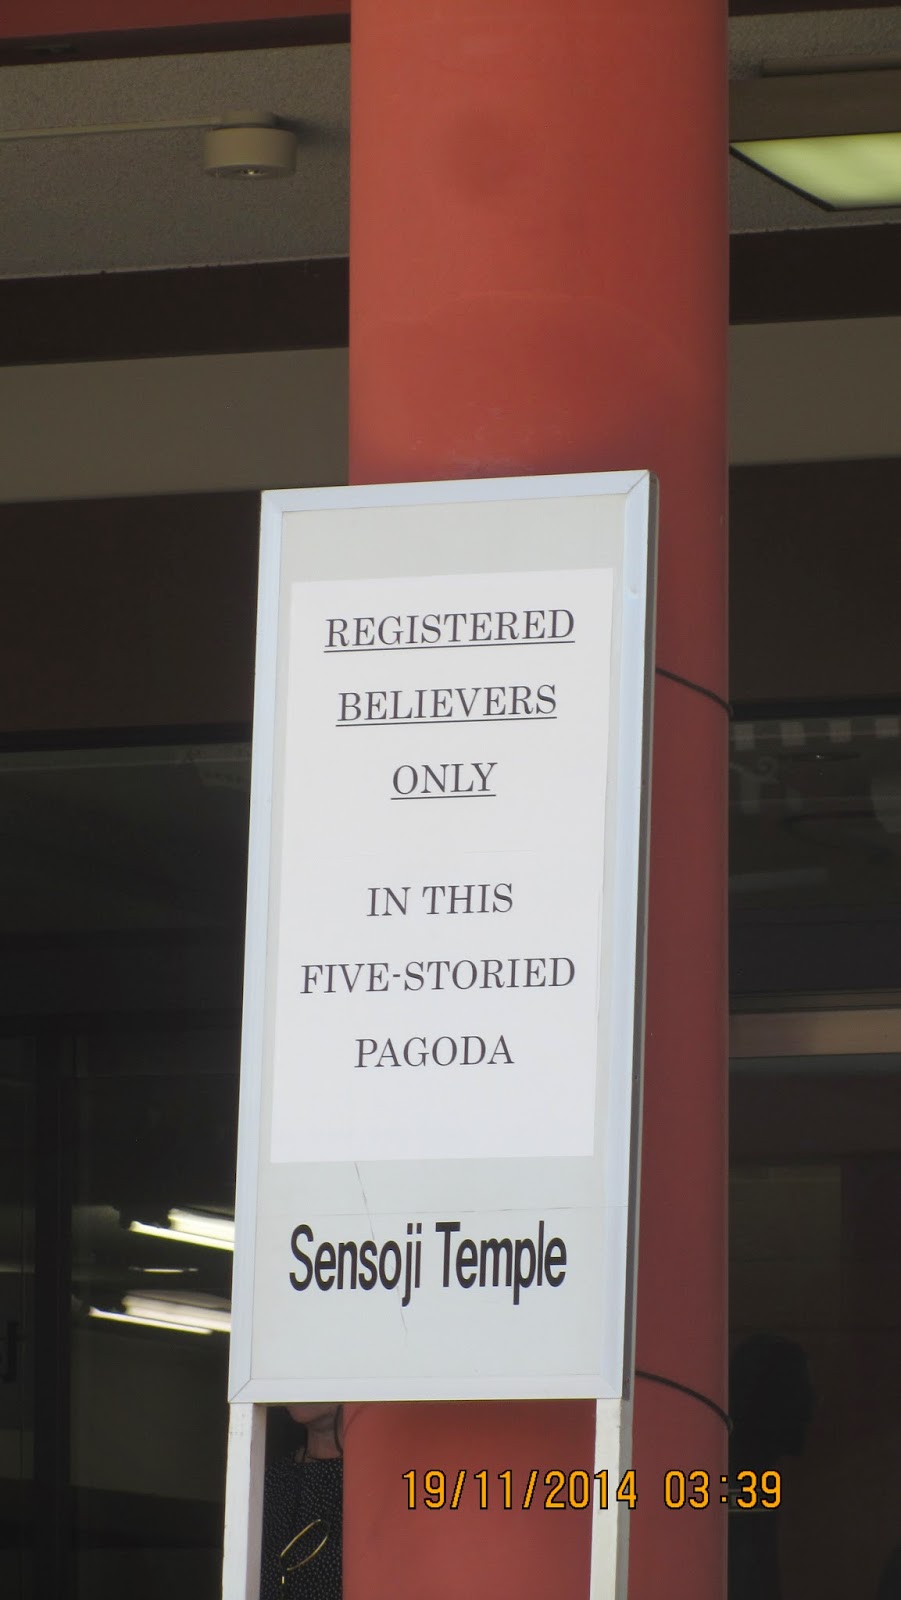 REGISTERED
BELIEVERS
ONLY
IN THIS
FIVE-STORIED
PAGODA
Sensoji Temple
19/11/2014 03:39